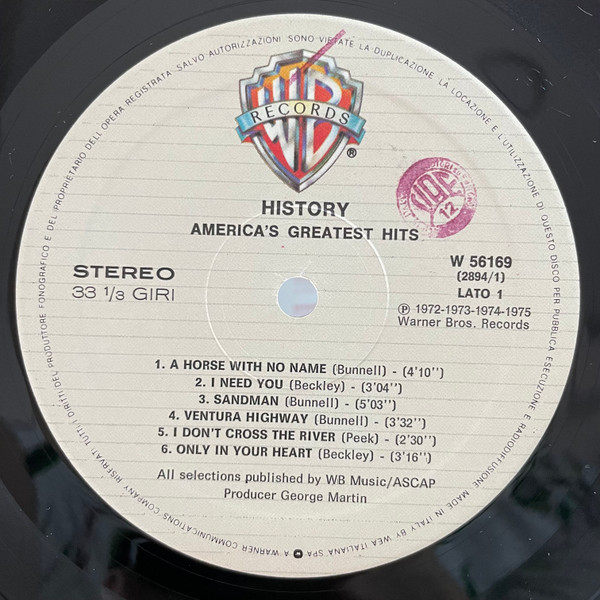 TUTTI I DIRITTI DEL PRODUTTORE FONOGRAFICO E DEL PROPRIETARIO DELL'OPERA REGISTRATA SALVO AUTORIZZAZIONI SONO VIETATE LA DUPLICAZIONE, LA LOCAZIONE E L'UTILIZZAZIONE DI QUESTO DISCO PER PUBBLICA ESECUZIONE E RADIODIFFUSIONE MADE IN ITALY BY WEA ITALIANA SPA
A WARNER COMMUNICATIONS COMPANY RISERVATI
WB
RECORDS
®
HISTORY
AMERICA'S GREATEST HITS
12
W 56169
(2894/1)
STEREO
LATO 1
33 1/3 GIRI
℗ 1972-1973-1974-1975
Warner Bros. Records
1. A HORSE WITH NO NAME (Bunnell) - (4'10'')
2. I NEED YOU (Beckley) - (3'04'')
3. SANDMAN (Bunnell) - (5'03'')
4. VENTURA HIGHWAY (Bunnell) - (3'32'')
5. I DON'T CROSS THE RIVER (Peek) - (2'30'')
6. ONLY IN YOUR HEART (Beckley) - (3'16'')
All selections published by WB Music/ASCAP
Producer George Martin